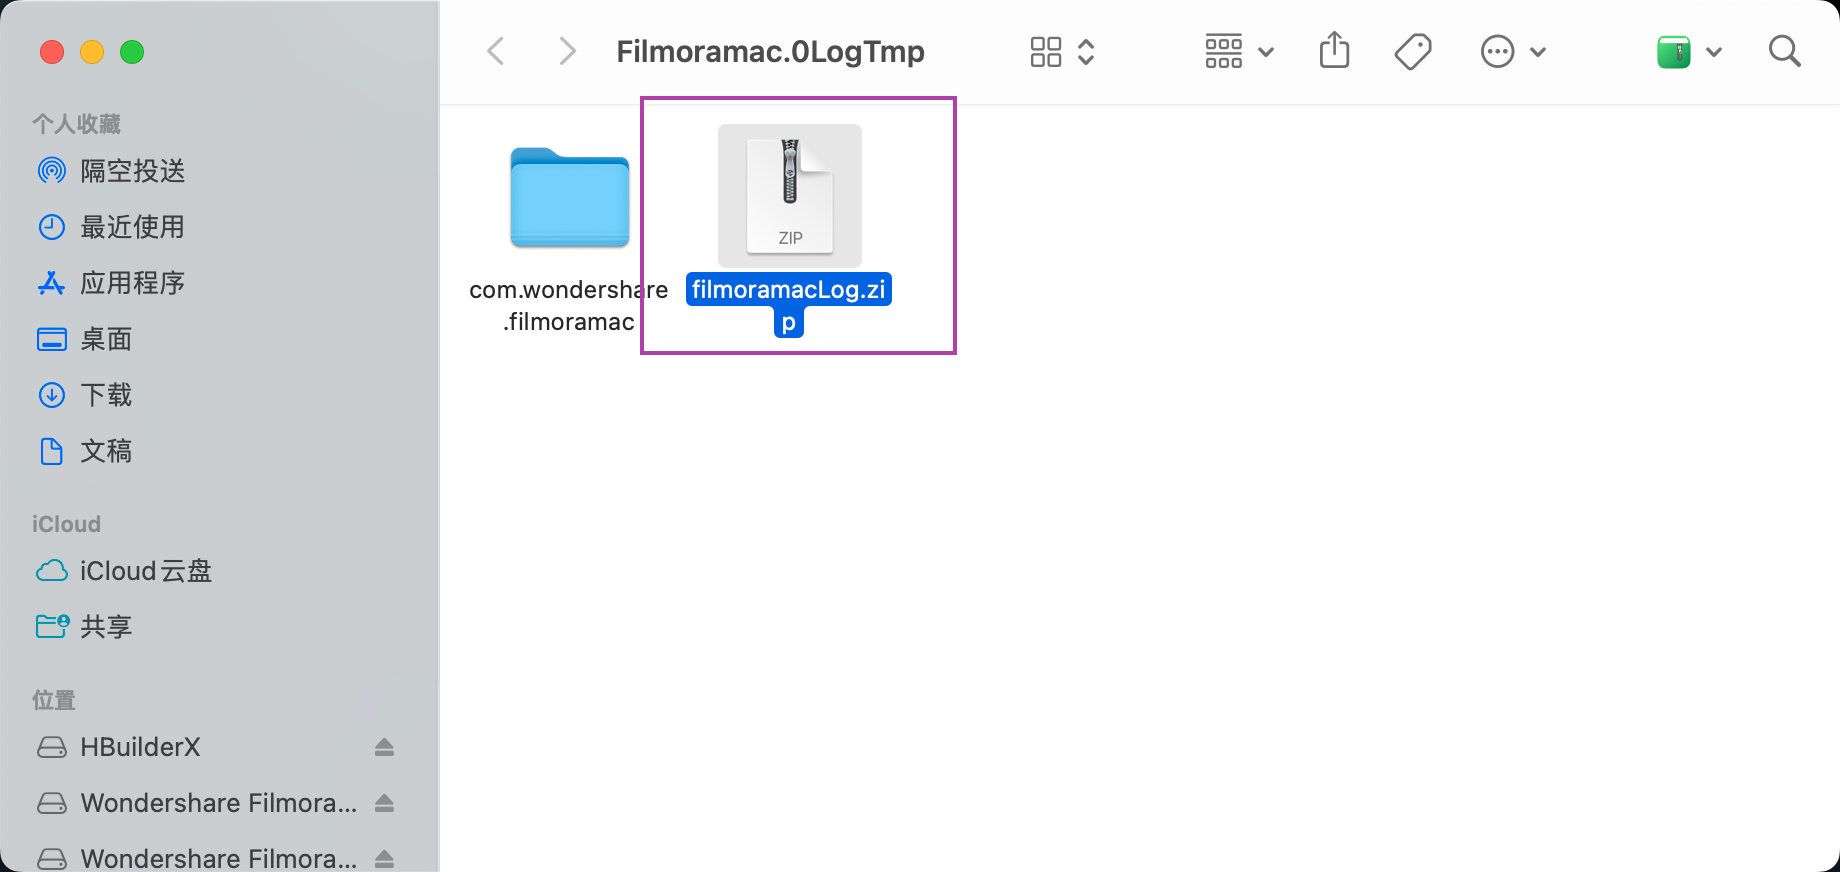 Filmoramac.0LogTmp
个人收藏
隔空投送
最近使用
应用程序
桌面
下载
文稿
iCloud
iCloud云盘
共享
位置
HBuilderX
Wondershare Filmora...
Wondershare Filmora...
com.wondershare
.filmoramac
ZIP
filmoramacLog.zi
p